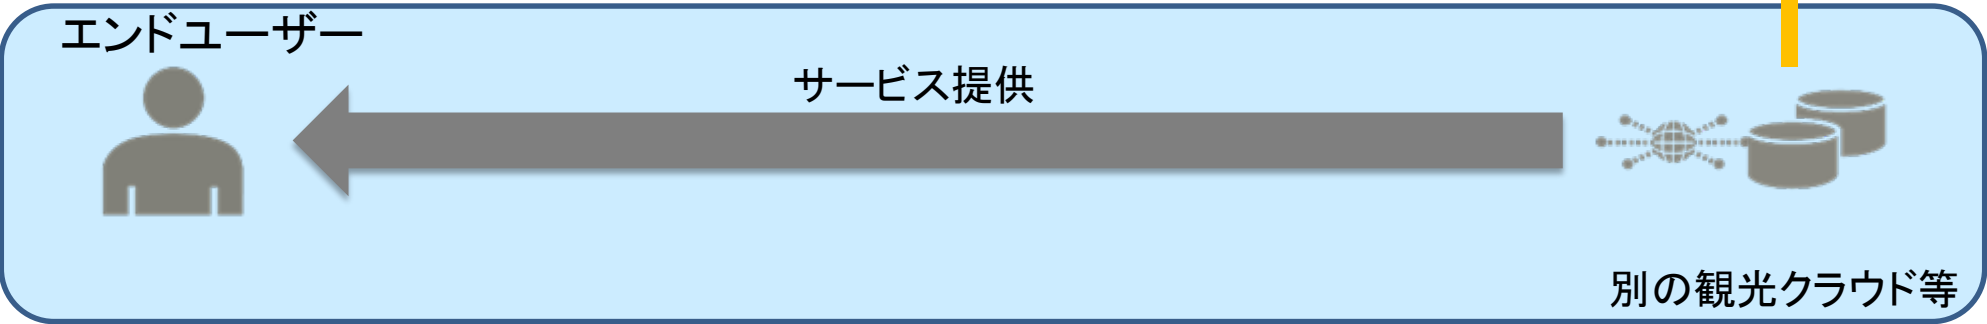 エンドユーザー
サービス提供
別の観光クラウド等